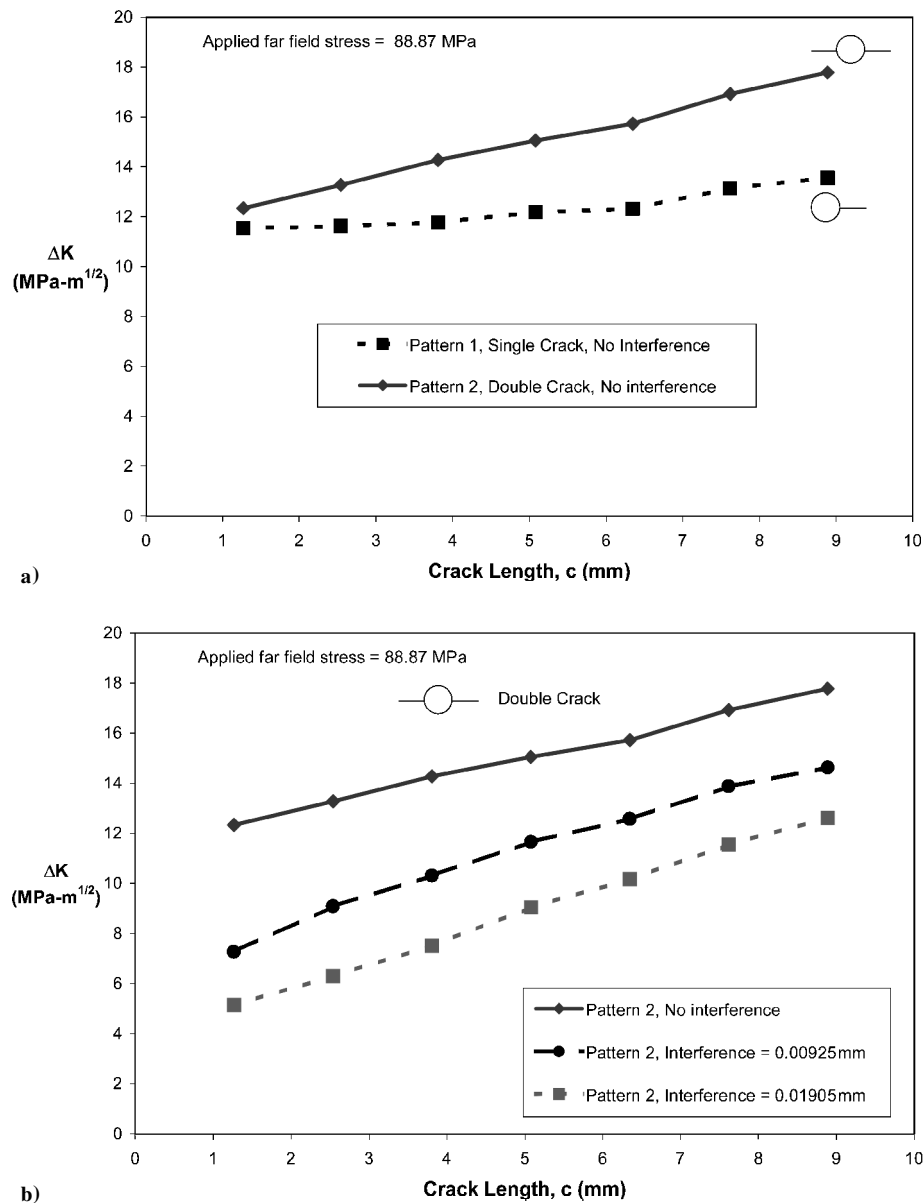 20
18
16
14
12
10
8
6
4
2
0
Applied far field stress = 88.87 MPa
ΔK
(MPa-m^1/2)
Pattern 1, Single Crack, No Interference
Pattern 2, Double Crack, No interference
0 1 2 3 4 5 6 7 8 9 10
Crack Length, c (mm)
a)
20
18
16
14
12
10
8
6
4
2
0
Applied far field stress = 88.87 MPa
Double Crack
ΔK
(MPa-m^1/2)
Pattern 2, No interference
Pattern 2, Interference = 0.00925mm
Pattern 2, Interference = 0.01905mm
0 1 2 3 4 5 6 7 8 9 10
Crack Length, c (mm)
b)